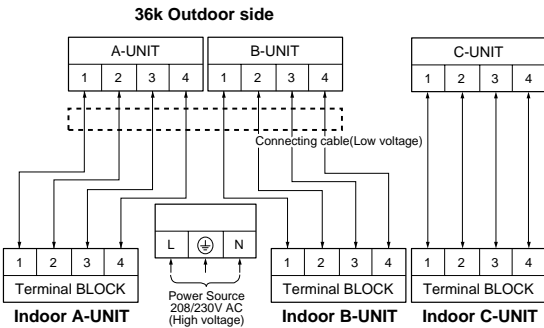 36k Outdoor side
A-UNIT B-UNIT C-UNIT
1 2 3 4 1 2 3 4 1 2 3 4
Connecting cable(Low voltage)
L N
1 2 3 4 1 2 3 4 1 2 3 4
Terminal BLOCK Terminal BLOCK Terminal BLOCK
Power Source
208/230V AC
(High voltage)
Indoor A-UNIT Indoor B-UNIT Indoor C-UNIT